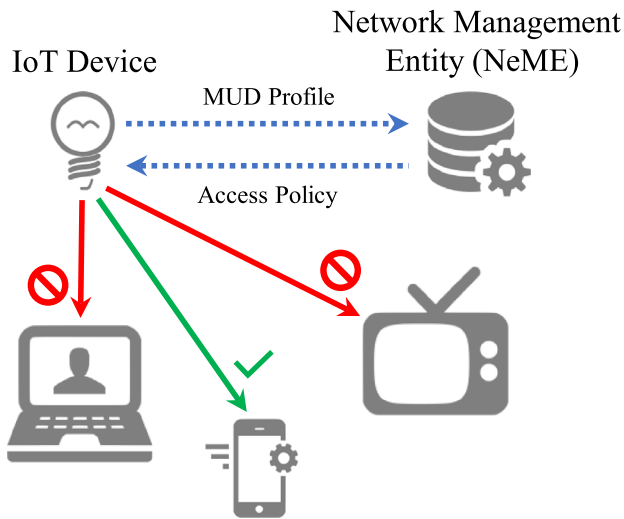 IoT Device
Network Management
Entity (NeME)
MUD Profile
Access Policy